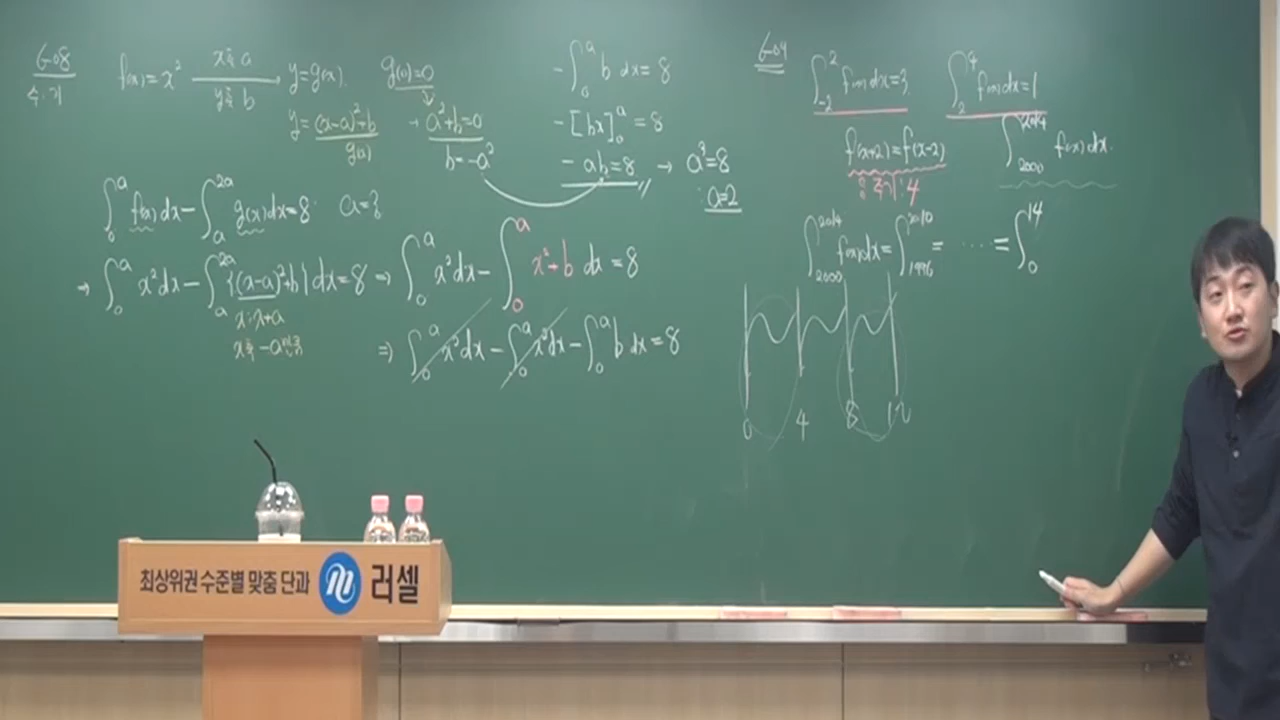 6-08
f(x) = x² x축 a y축 b y=g(x) g(0)=0
y=(x-a)²+b → a²+b=0
g(x)
b=-a²
∫₀ᵃ f(x)dx - ∫ₐ²ᵃ g(x)dx = 8
→ ∫₀ᵃ x²dx - ∫ₐ²ᵃ {(x-a)²+b} dx = 8 ⇒ ∫₀ᵃ x²dx - ∫₀ᵃ x²+b dx = 8
x : x+a
x축 -a
⇒ ∫₀ᵃ x²dx - ∫₀ᵃ x²dx - ∫₀ᵃ b dx = 8
-∫₀ᵃ b dx = 8
-[bx]₀ᵃ = 8
-ab=8 → a³=8
∴ a=2
6-04
∫₋₂² f(x)dx=3 ∫₂⁴ f(x)dx=1
f(x+2)=f(x-2) ∫₂₀₀₀²⁰¹⁴ f(x)dx
: 주기 : 4
∫₂₀₀₀²⁰¹⁴ f(x)dx = ∫₁₉₉₆²⁰¹⁰ = ⋯ = ∫₀¹⁴
0 4 8 12
최상위권 수준별 맞춤 단과 러셀